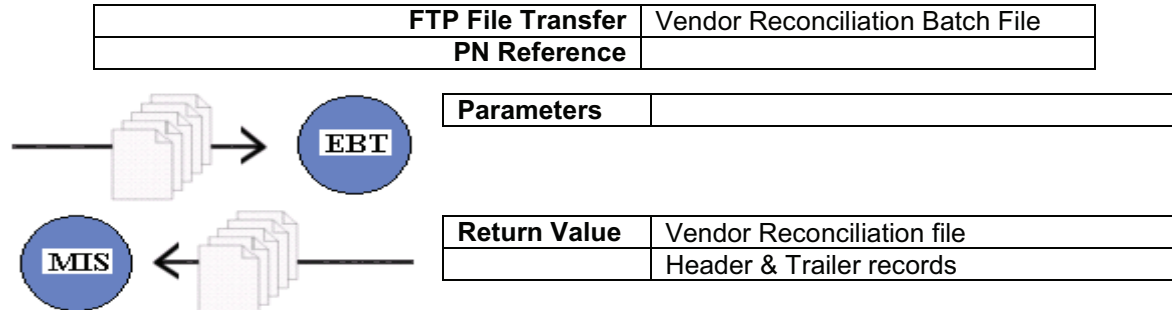 FTP File Transfer Vendor Reconciliation Batch File
PN Reference
Parameters
EBT
Return Value Vendor Reconciliation file
MIS Header & Trailer records